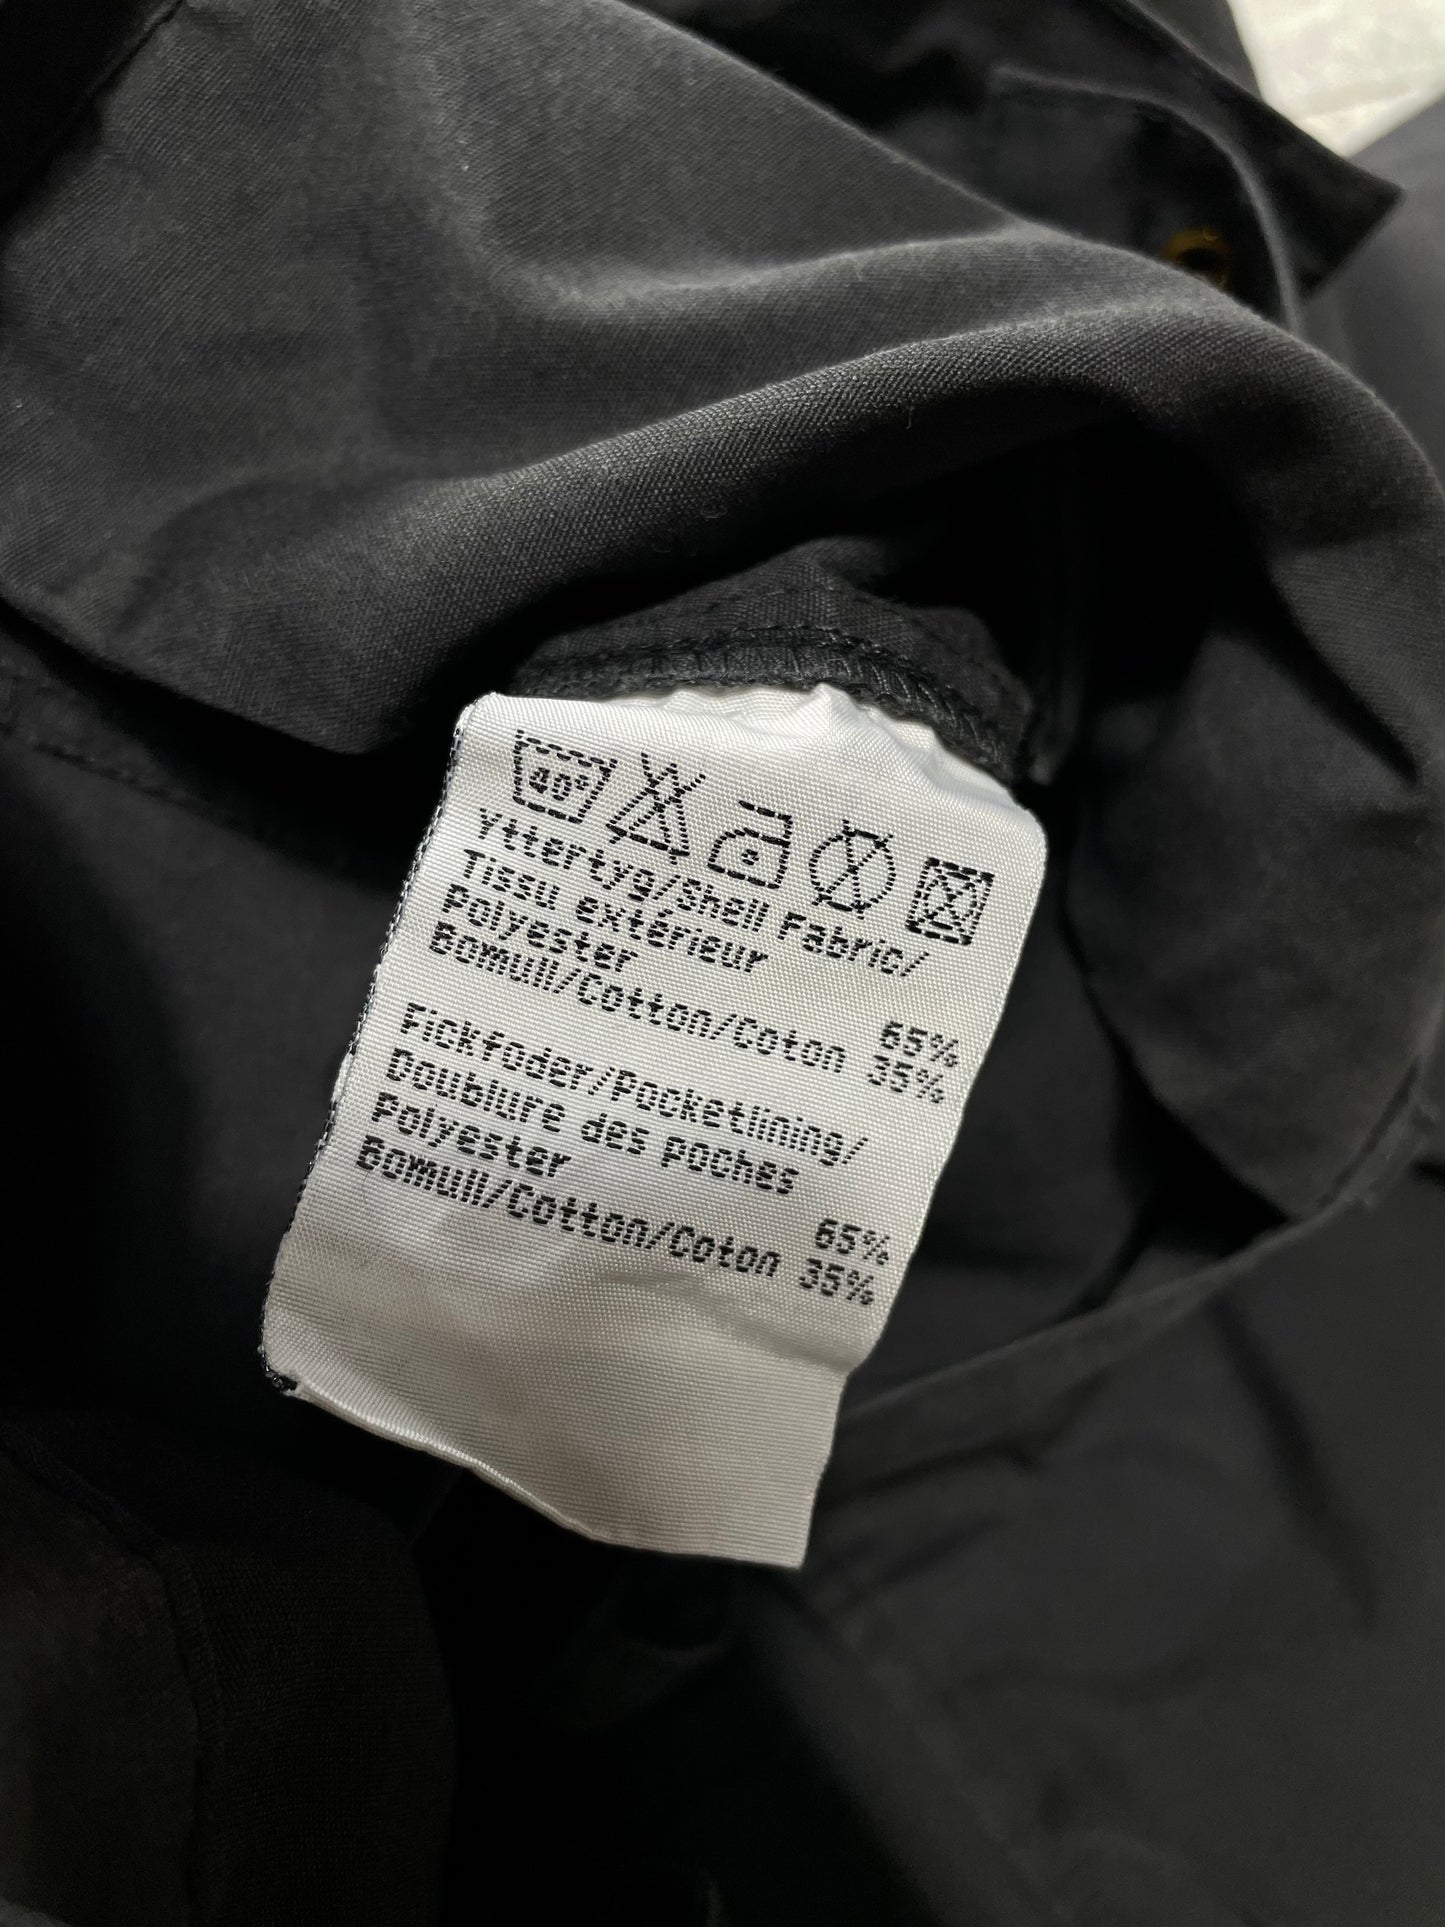 40°
Yttertyg/Shell Fabric/
Tissu extérieur
Polyester 65%
Bomull/Cotton/Coton 35%
Fickfoder/Pocketlining/
Doublure des poches
Polyester 65%
Bomull/Cotton/Coton 35%